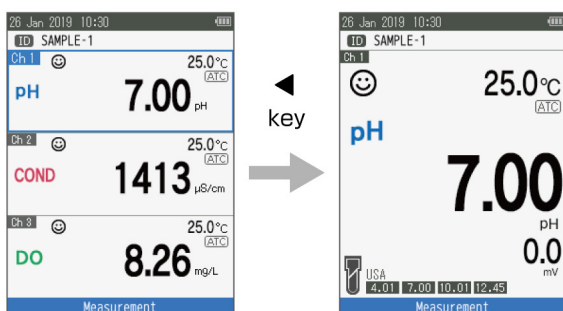 26 Jan 2019 10:30
ID SAMPLE-1
Ch 1 25.0°C
ATC
pH 7.00 pH
Ch 2 25.0°C
ATC
COND 1413 μS/cm
Ch 3 25.0°C
ATC
DO 8.26 mg/L
Measurement
key
26 Jan 2019 10:30
ID SAMPLE-1
Ch 1
25.0°C
ATC
pH
7.00
pH
0.0
mV
USA
4.01 7.00 10.01 12.45
Measurement